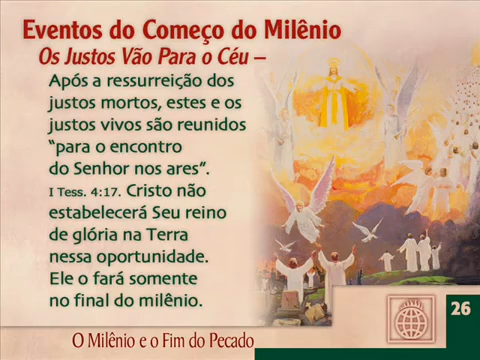 Eventos do Começo do Milênio
Os Justos Vão Para o Céu –
Após a ressurreição dos
justos mortos, estes e os
justos vivos são reunidos
“para o encontro
do Senhor nos ares”.
I Tess. 4:17. Cristo não
estabelecerá Seu reino
de glória na Terra
nessa oportunidade.
Ele o fará somente
no final do milênio.
26
O Milênio e o Fim do Pecado